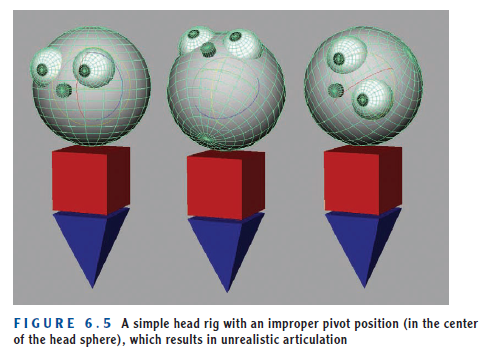 FIGURE 6.5 A simple head rig with an improper pivot position (in the center
of the head sphere), which results in unrealistic articulation